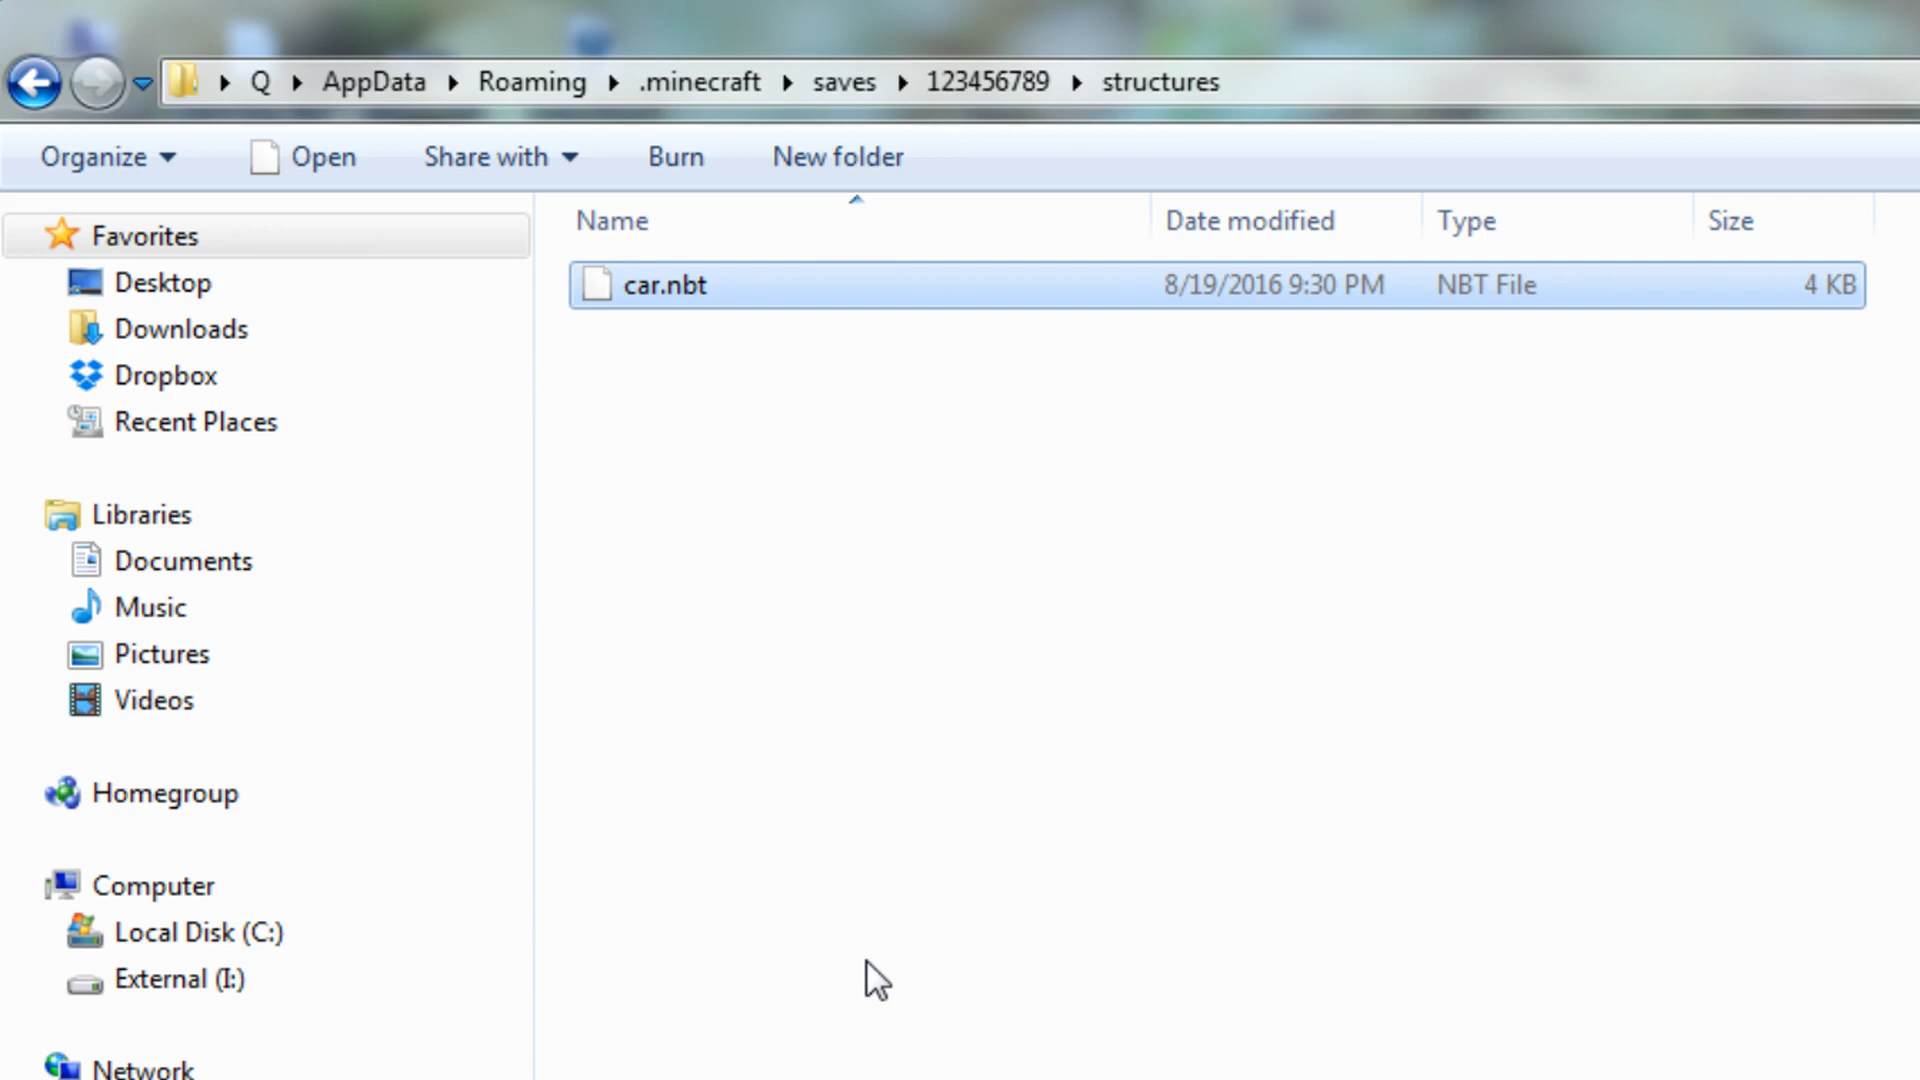 Q AppData Roaming .minecraft saves 123456789 structures
Organize Open Share with Burn New folder
Name Date modified Type Size
car.nbt 8/19/2016 9:30 PM NBT File 4 KB
Favorites
Desktop
Downloads
Dropbox
Recent Places
Libraries
Documents
Music
Pictures
Videos
Homegroup
Computer
Local Disk (C:)
External (I:)
Network